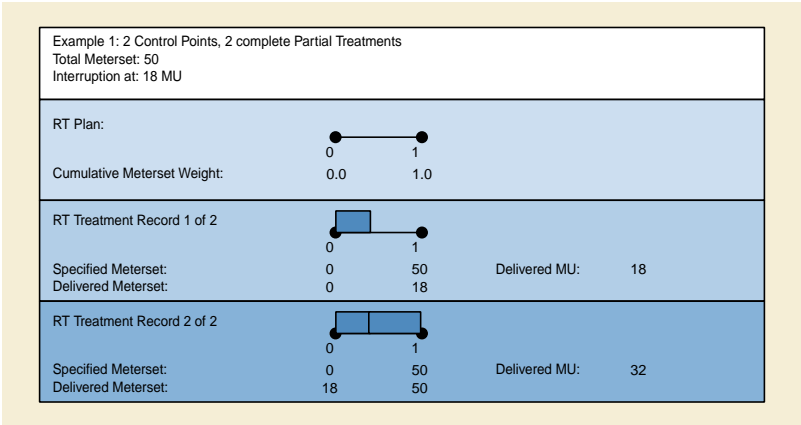 Example 1: 2 Control Points, 2 complete Partial Treatments
Total Meterset: 50
Interruption at: 18 MU
RT Plan:
0 1
Cumulative Meterset Weight: 0.0 1.0
RT Treatment Record 1 of 2
0 1
Specified Meterset: 0 50 Delivered MU: 18
Delivered Meterset: 0 18
RT Treatment Record 2 of 2
0 1
Specified Meterset: 0 50 Delivered MU: 32
Delivered Meterset: 18 50